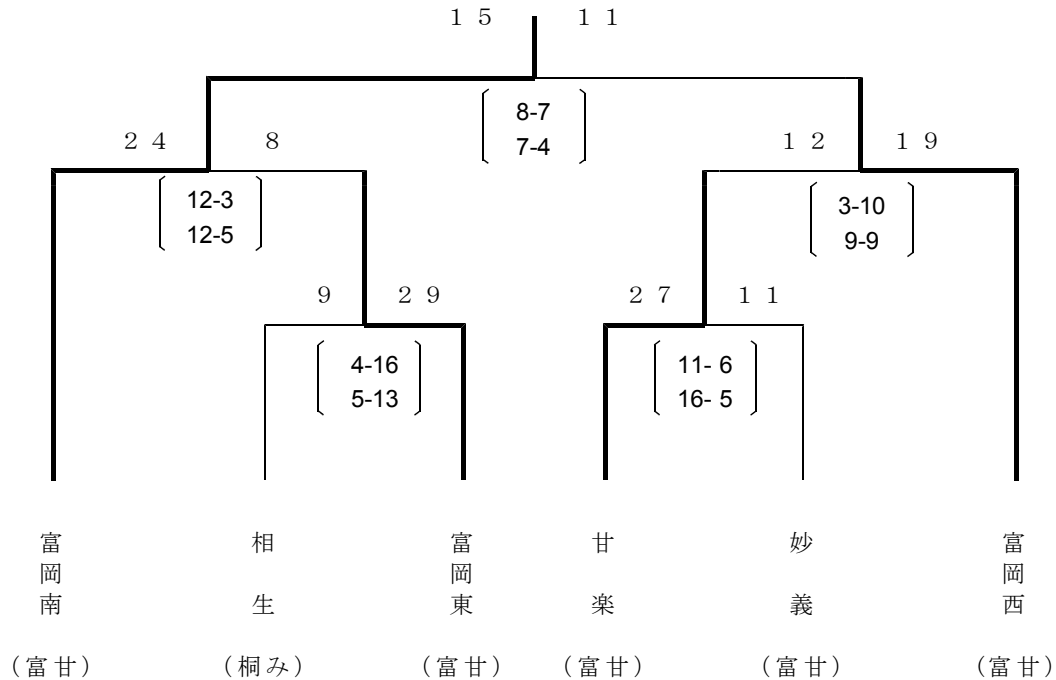 15 11
8-7
7-4
24 8
12 19
12-3
12-5
3-10
9-9
9 29
27 11
4-16
5-13
11- 6
16- 5
富岡南
相生
富岡東
甘楽
妙義
富岡西
(富甘)
(桐み)
(富甘)
(富甘)
(富甘)
(富甘)